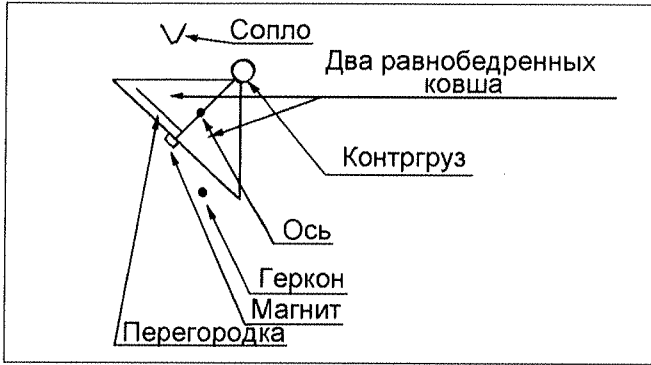 Сопло
Два равнобедренных
ковша
Контргруз
Ось
Геркон
Магнит
Перегородка